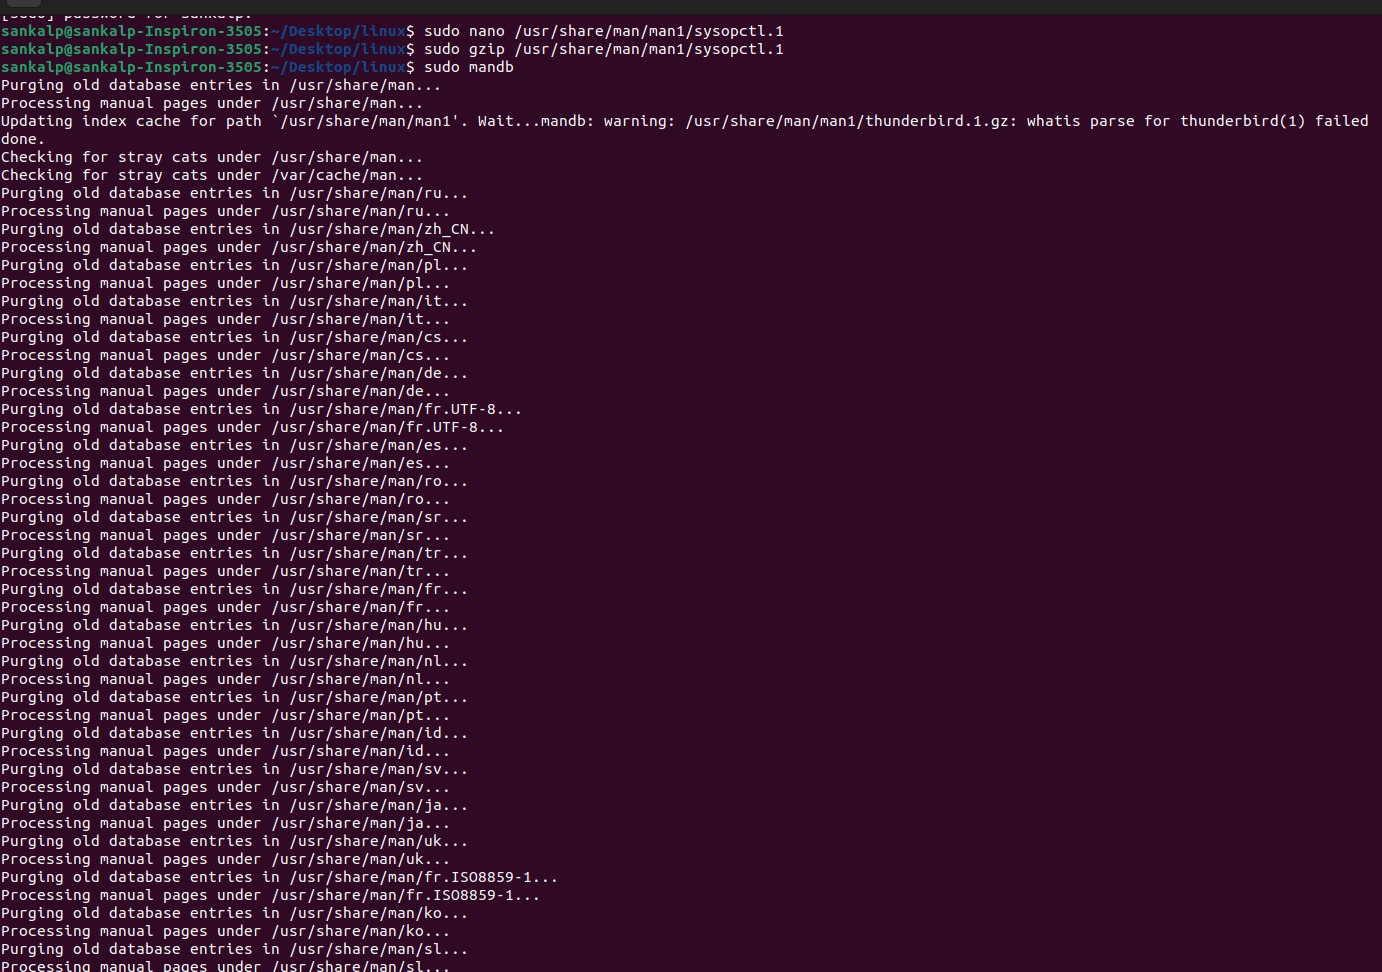 [sudo] password for sankalp:
sankalp@sankalp-Inspiron-3505:~/Desktop/linux$ sudo nano /usr/share/man/man1/sysopctl.1
sankalp@sankalp-Inspiron-3505:~/Desktop/linux$ sudo gzip /usr/share/man/man1/sysopctl.1
sankalp@sankalp-Inspiron-3505:~/Desktop/linux$ sudo mandb
Purging old database entries in /usr/share/man...
Processing manual pages under /usr/share/man...
Updating index cache for path `/usr/share/man/man1'. Wait...mandb: warning: /usr/share/man/man1/thunderbird.1.gz: whatis parse for thunderbird(1) failed
done.
Checking for stray cats under /usr/share/man...
Checking for stray cats under /var/cache/man...
Purging old database entries in /usr/share/man/ru...
Processing manual pages under /usr/share/man/ru...
Purging old database entries in /usr/share/man/zh_CN...
Processing manual pages under /usr/share/man/zh_CN...
Purging old database entries in /usr/share/man/pl...
Processing manual pages under /usr/share/man/pl...
Purging old database entries in /usr/share/man/it...
Processing manual pages under /usr/share/man/it...
Purging old database entries in /usr/share/man/cs...
Processing manual pages under /usr/share/man/cs...
Purging old database entries in /usr/share/man/de...
Processing manual pages under /usr/share/man/de...
Purging old database entries in /usr/share/man/fr.UTF-8...
Processing manual pages under /usr/share/man/fr.UTF-8...
Purging old database entries in /usr/share/man/es...
Processing manual pages under /usr/share/man/es...
Purging old database entries in /usr/share/man/ro...
Processing manual pages under /usr/share/man/ro...
Purging old database entries in /usr/share/man/sr...
Processing manual pages under /usr/share/man/sr...
Purging old database entries in /usr/share/man/tr...
Processing manual pages under /usr/share/man/tr...
Purging old database entries in /usr/share/man/fr...
Processing manual pages under /usr/share/man/fr...
Purging old database entries in /usr/share/man/hu...
Processing manual pages under /usr/share/man/hu...
Purging old database entries in /usr/share/man/nl...
Processing manual pages under /usr/share/man/nl...
Purging old database entries in /usr/share/man/pt...
Processing manual pages under /usr/share/man/pt...
Purging old database entries in /usr/share/man/id...
Processing manual pages under /usr/share/man/id...
Purging old database entries in /usr/share/man/sv...
Processing manual pages under /usr/share/man/sv...
Purging old database entries in /usr/share/man/ja...
Processing manual pages under /usr/share/man/ja...
Purging old database entries in /usr/share/man/uk...
Processing manual pages under /usr/share/man/uk...
Purging old database entries in /usr/share/man/fr.ISO8859-1...
Processing manual pages under /usr/share/man/fr.ISO8859-1...
Purging old database entries in /usr/share/man/ko...
Processing manual pages under /usr/share/man/ko...
Purging old database entries in /usr/share/man/sl...
Processing manual pages under /usr/share/man/sl...